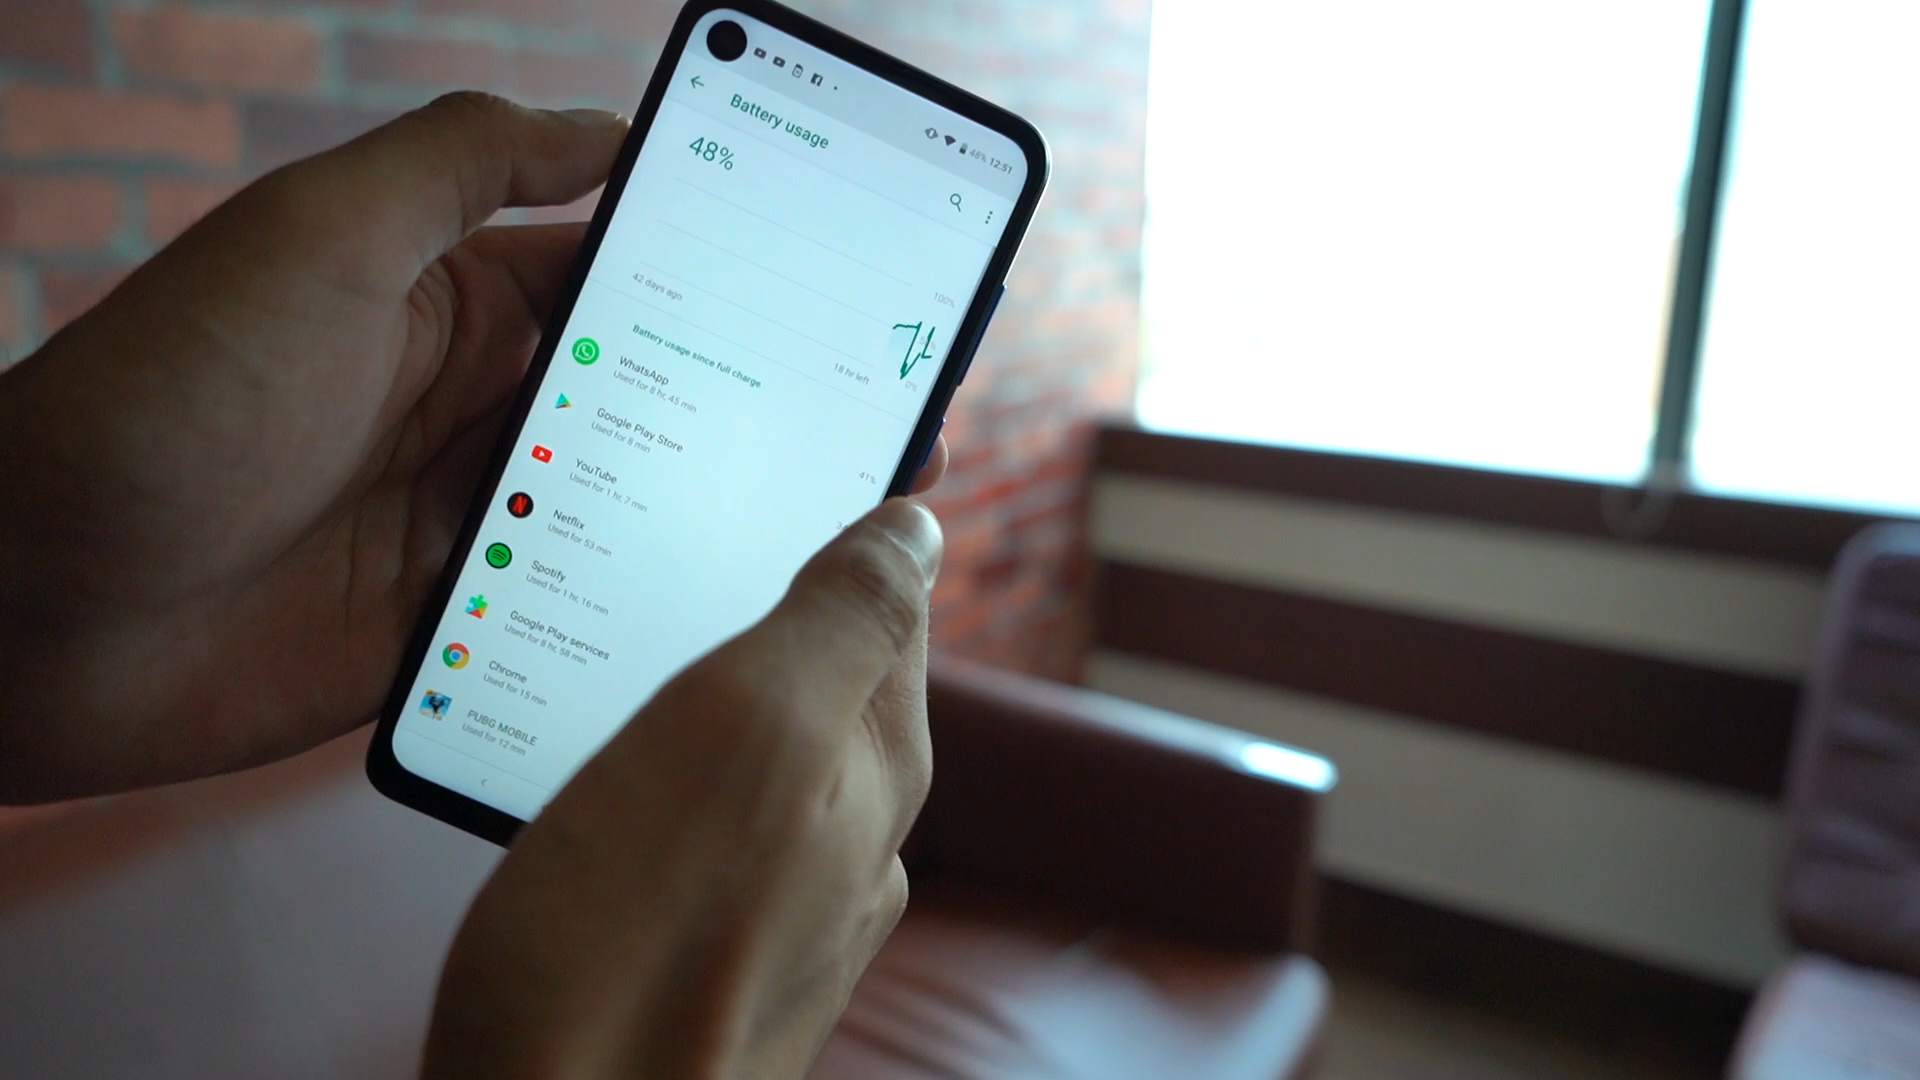 48% 12:51
Battery usage
48%
100%
42 days ago
18 hr left
0%
Battery usage since full charge
WhatsApp
Used for 8 hr, 45 min
41%
Google Play Store
Used for 8 min
YouTube
Used for 1 hr, 7 min
Netflix
Used for 53 min
Spotify
Used for 1 hr, 16 min
Google Play services
Used for 8 hr, 58 min
Chrome
Used for 15 min
PUBG MOBILE
Used for 12 min